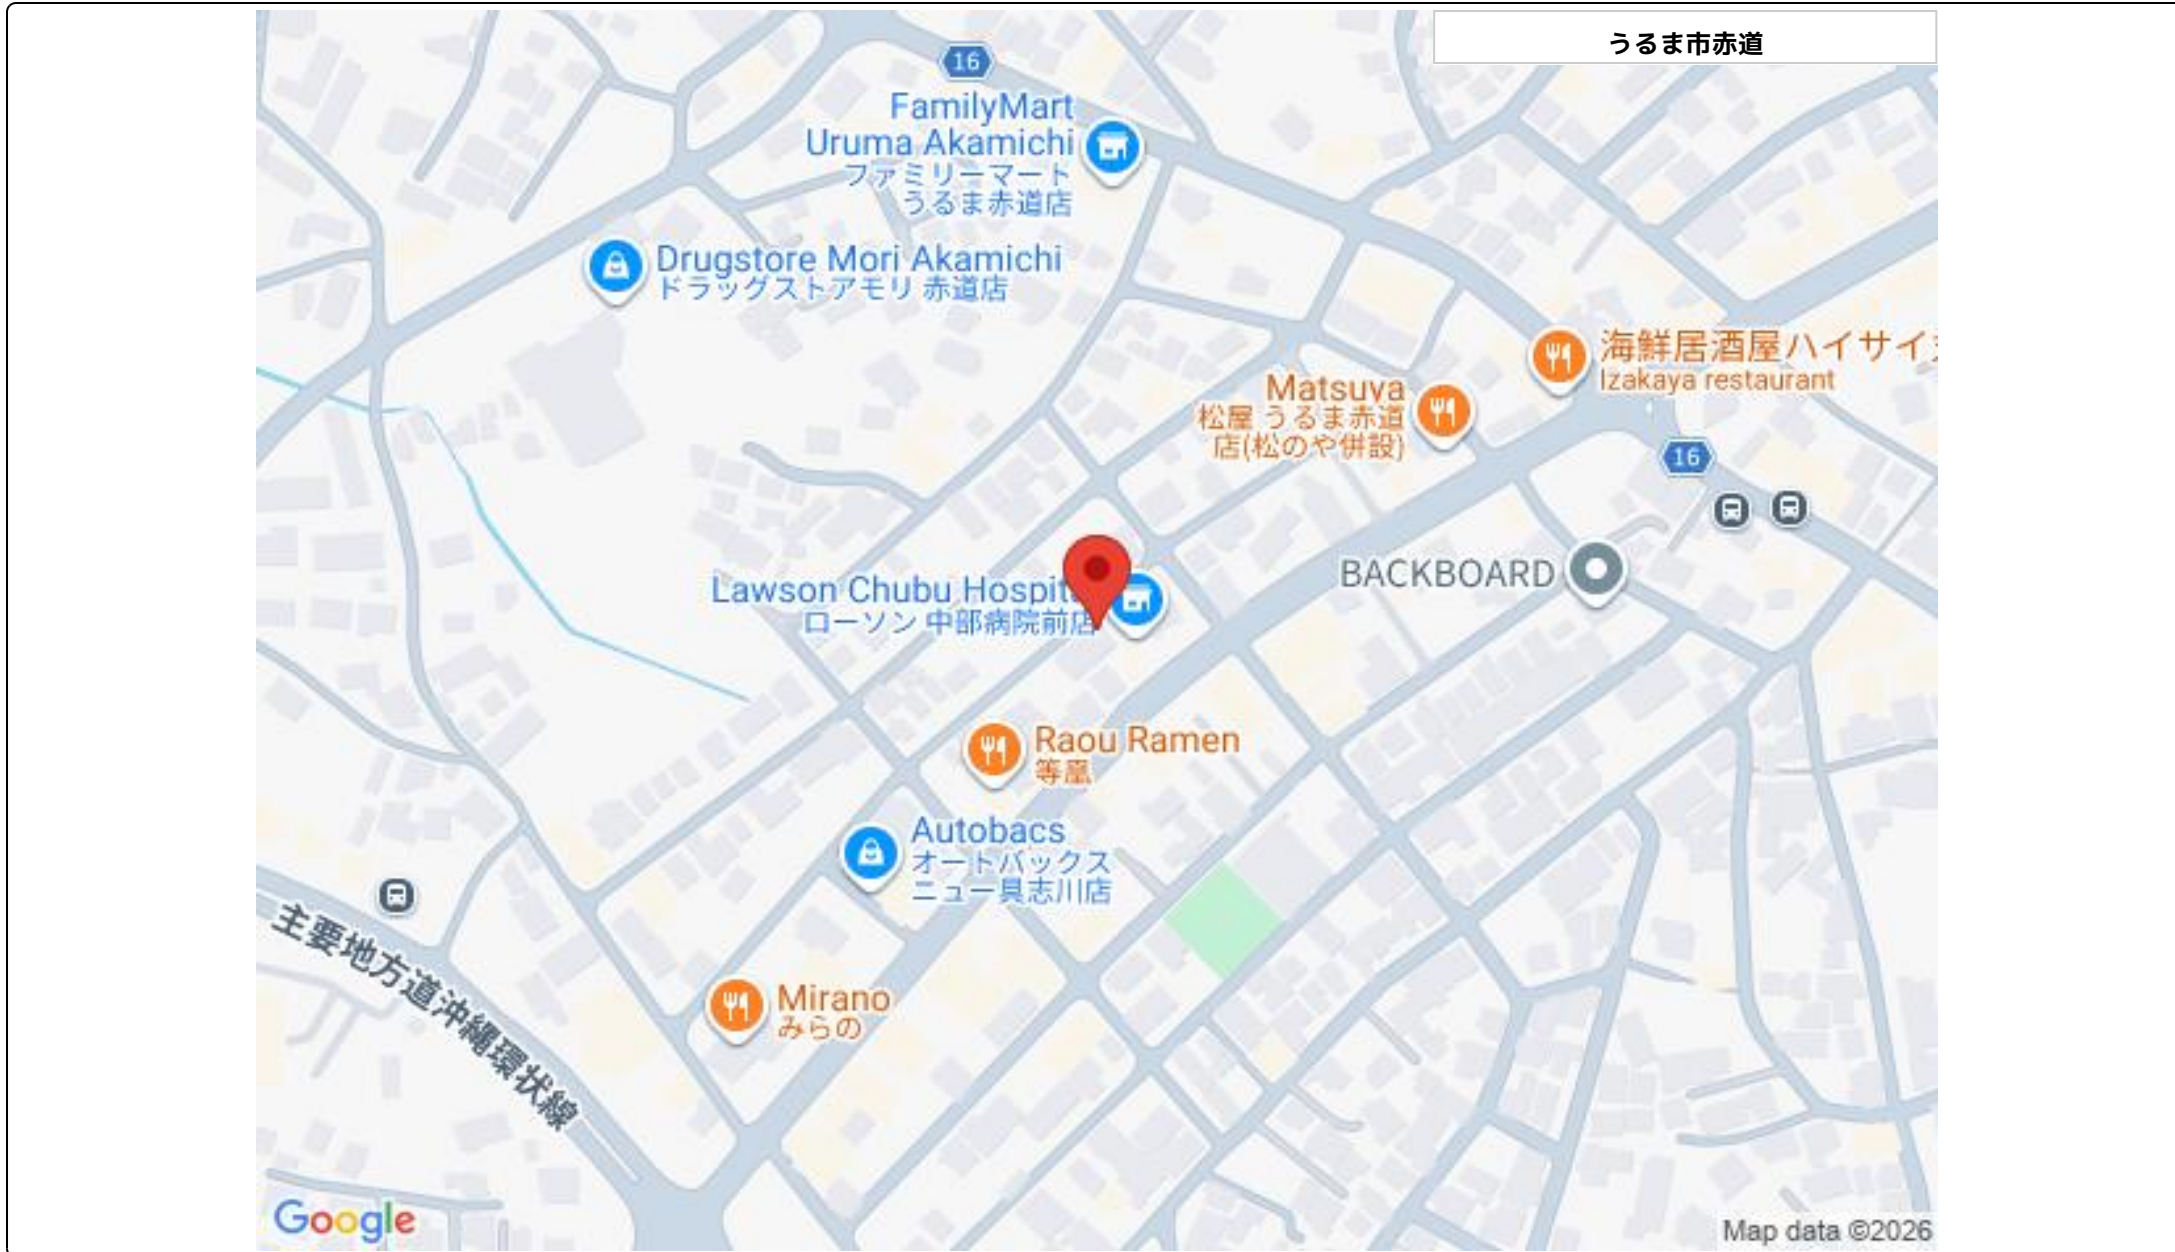 うるま市赤道
16
FamilyMart
Uruma Akamichi
ファミリーマート
うるま赤道店
Drugstore Mori Akamichi
ドラッグストアモリ 赤道店
海鮮居酒屋ハイサイ
Izakaya restaurant
Matsuya
松屋 うるま赤道
店(松のや併設)
16
BACKBOARD
Lawson Chubu Hospit
ローソン 中部病院前店
Raou Ramen
等凰
Autobacs
オートバックス
ニュー具志川店
Mirano
みらの
主要地方道沖縄環状線
Google
Map data ©2026